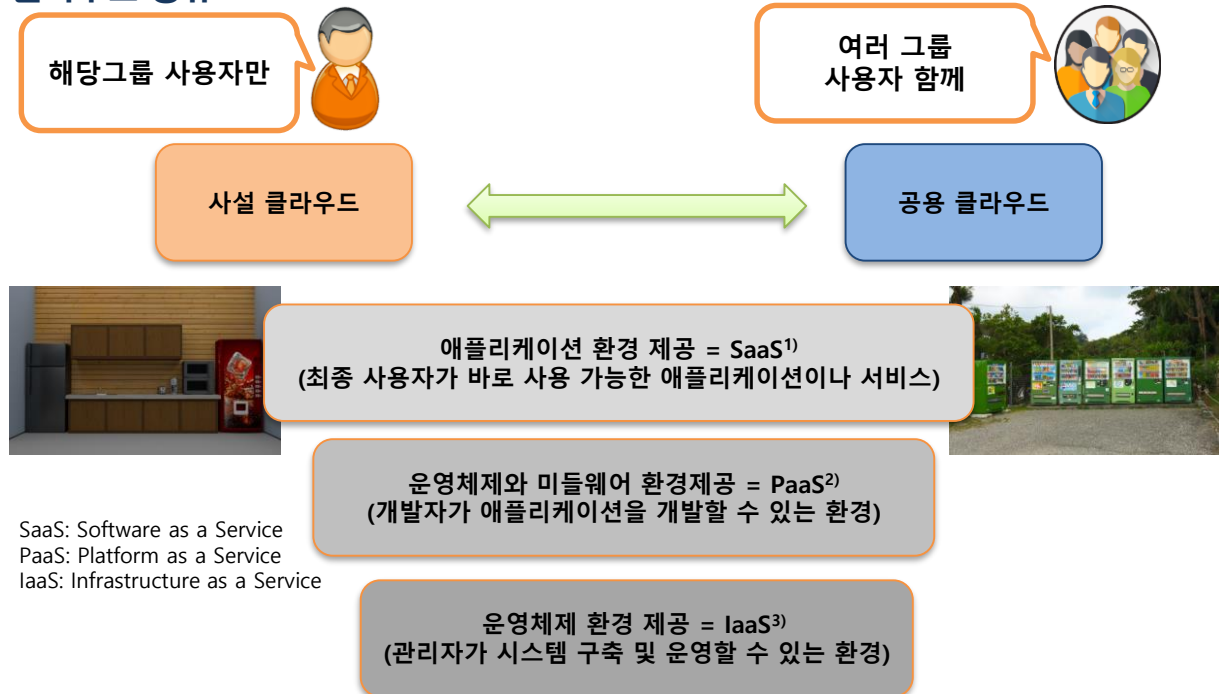 해당그룹 사용자만
여러 그룹
사용자 함께
사설 클라우드
공용 클라우드
애플리케이션 환경 제공 = SaaS1)
(최종 사용자가 바로 사용 가능한 애플리케이션이나 서비스)
운영체제와 미들웨어 환경제공 = PaaS2)
(개발자가 애플리케이션을 개발할 수 있는 환경)
SaaS: Software as a Service
PaaS: Platform as a Service
IaaS: Infrastructure as a Service
운영체제 환경 제공 = IaaS3)
(관리자가 시스템 구축 및 운영할 수 있는 환경)